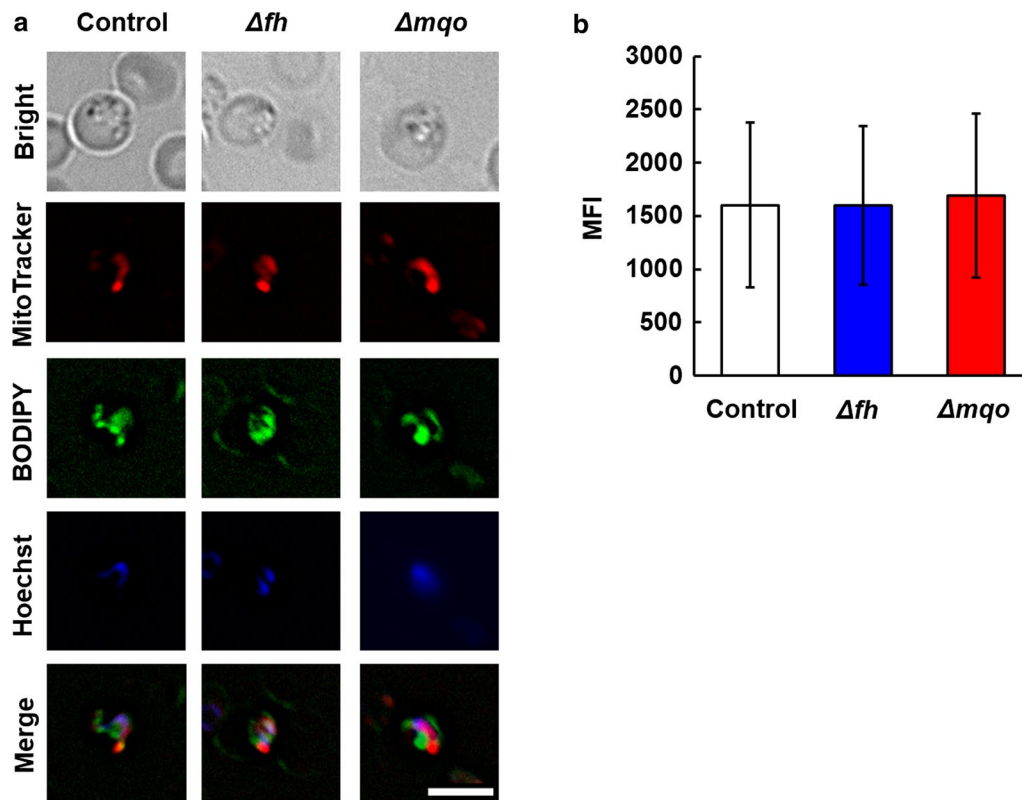 a
Control
Δfh
Δmqo
Bright
MitoTracker
BODIPY
Hoechst
Merge
b
3000
2500
2000
1500
1000
500
0
MFI
Control
Δfh
Δmqo